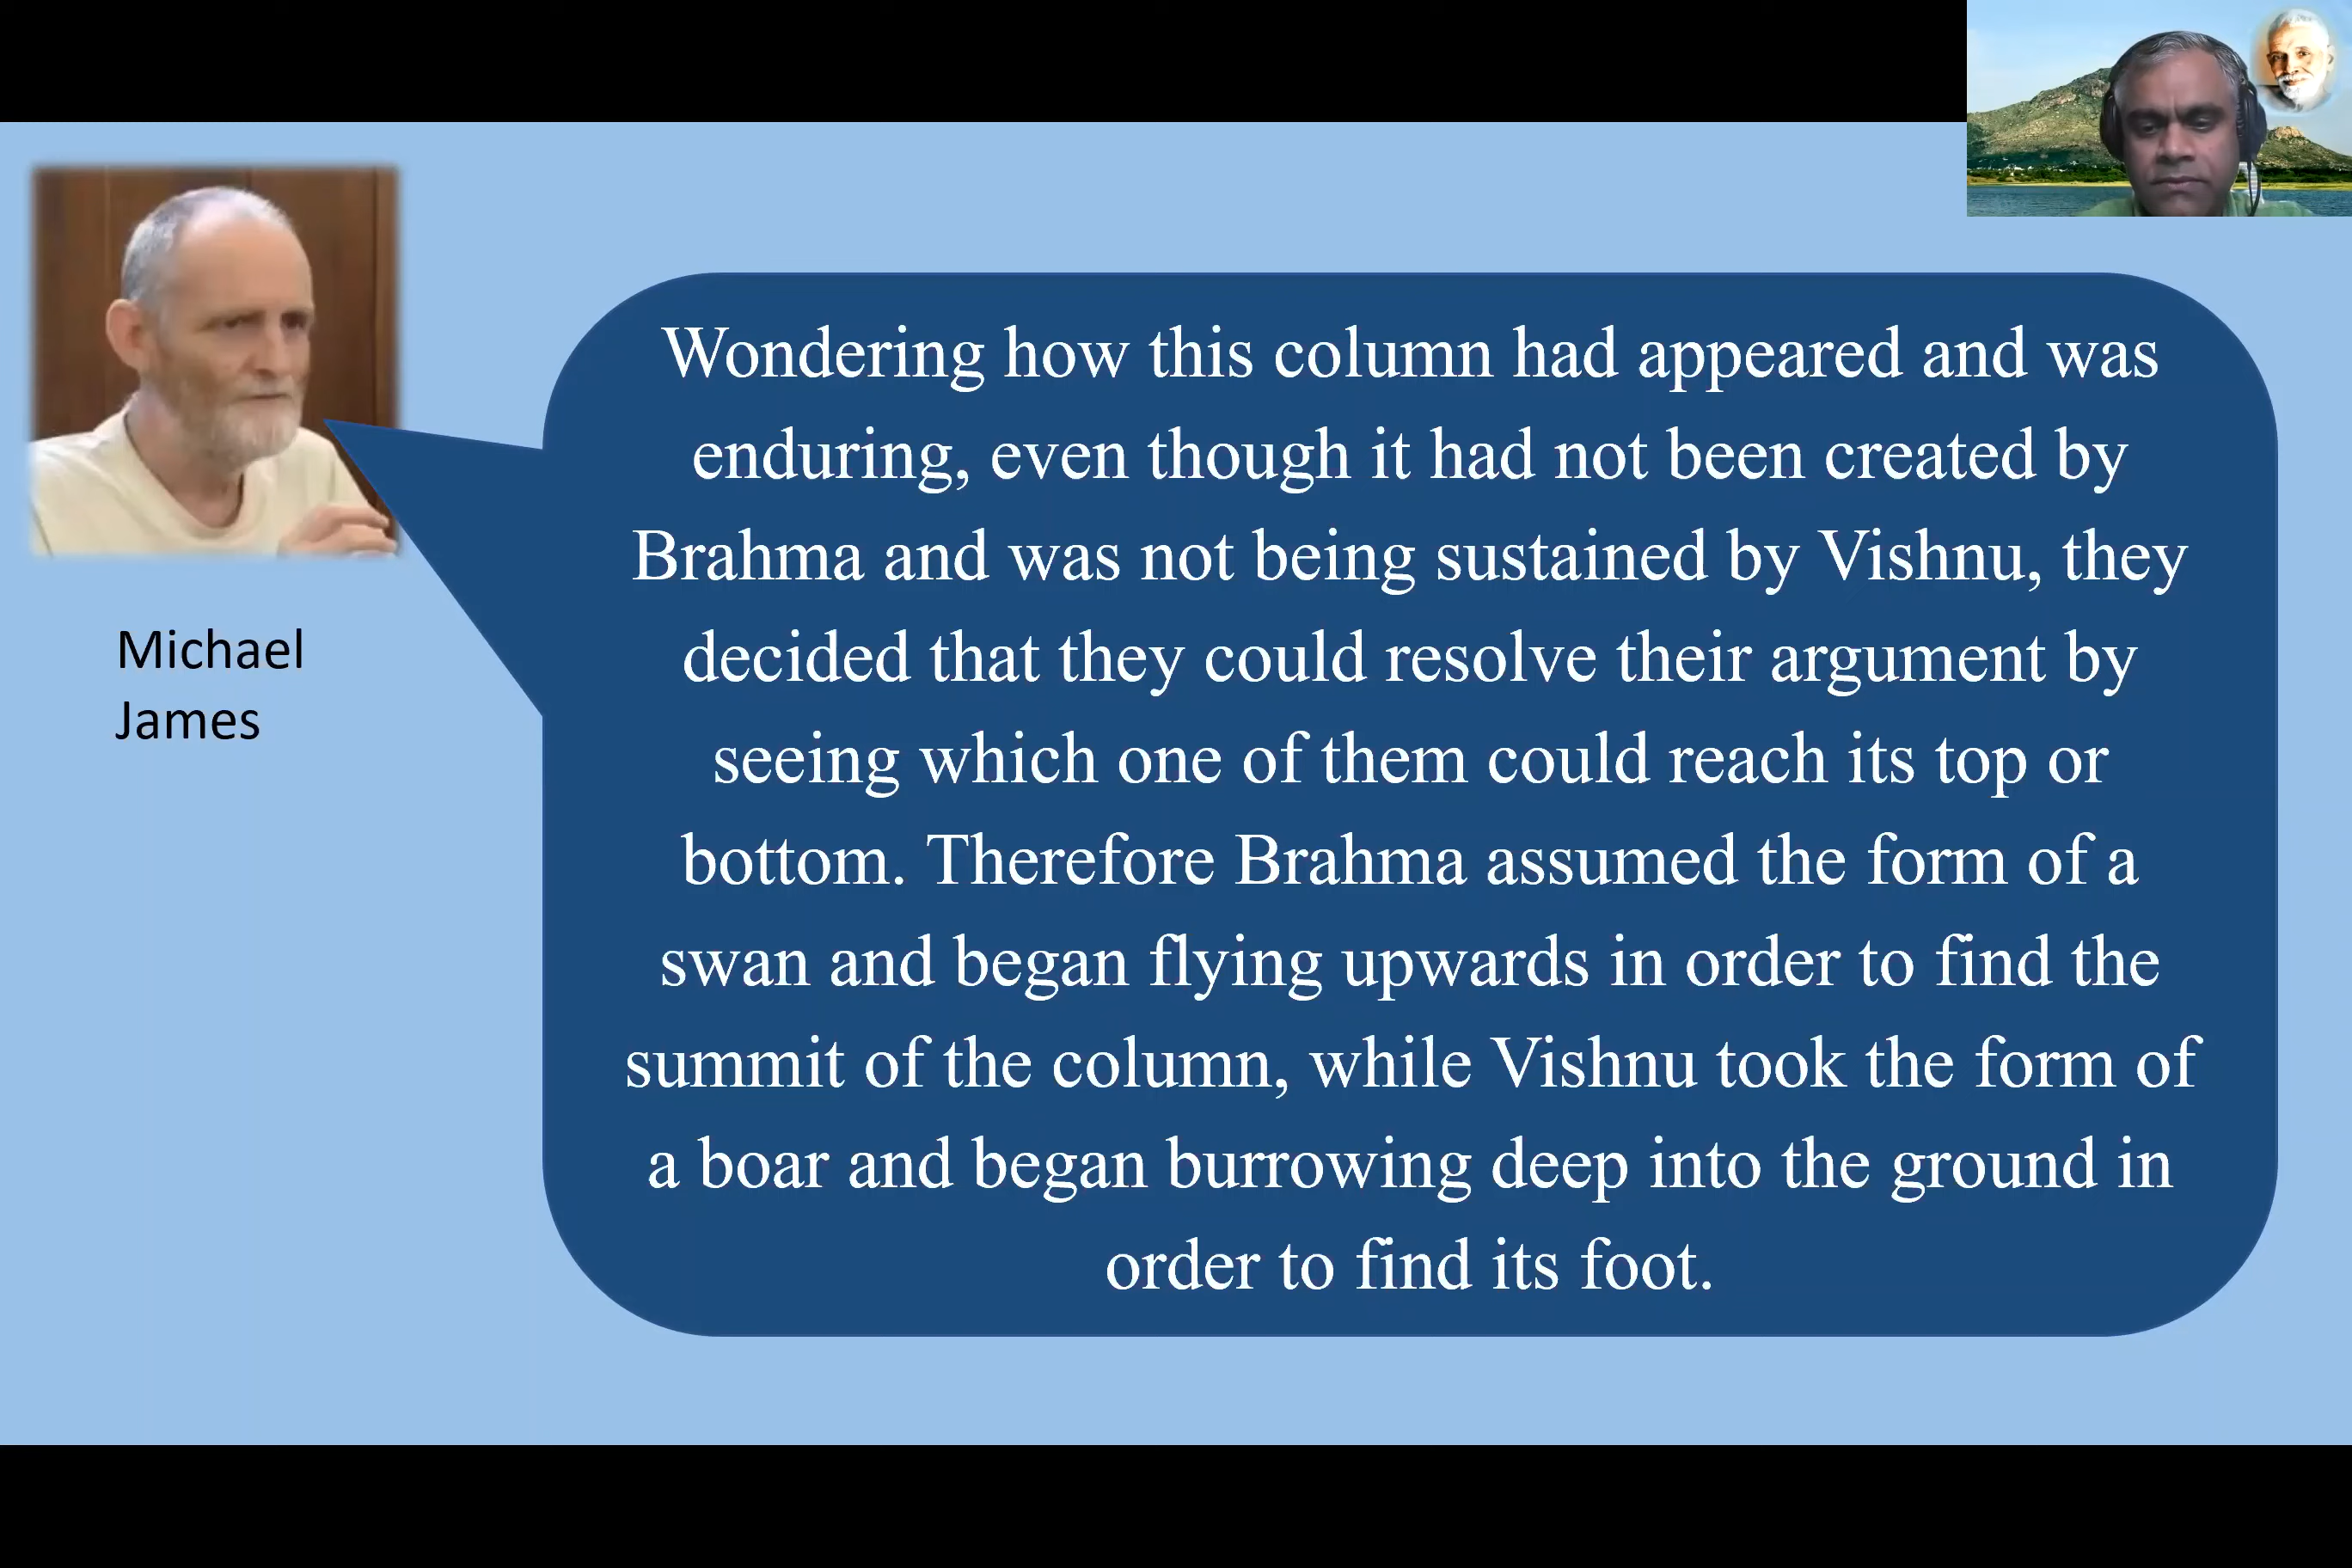 Michael
James
Wondering how this column had appeared and was
enduring, even though it had not been created by
Brahma and was not being sustained by Vishnu, they
decided that they could resolve their argument by
seeing which one of them could reach its top or
bottom. Therefore Brahma assumed the form of a
swan and began flying upwards in order to find the
summit of the column, while Vishnu took the form of
a boar and began burrowing deep into the ground in
order to find its foot.